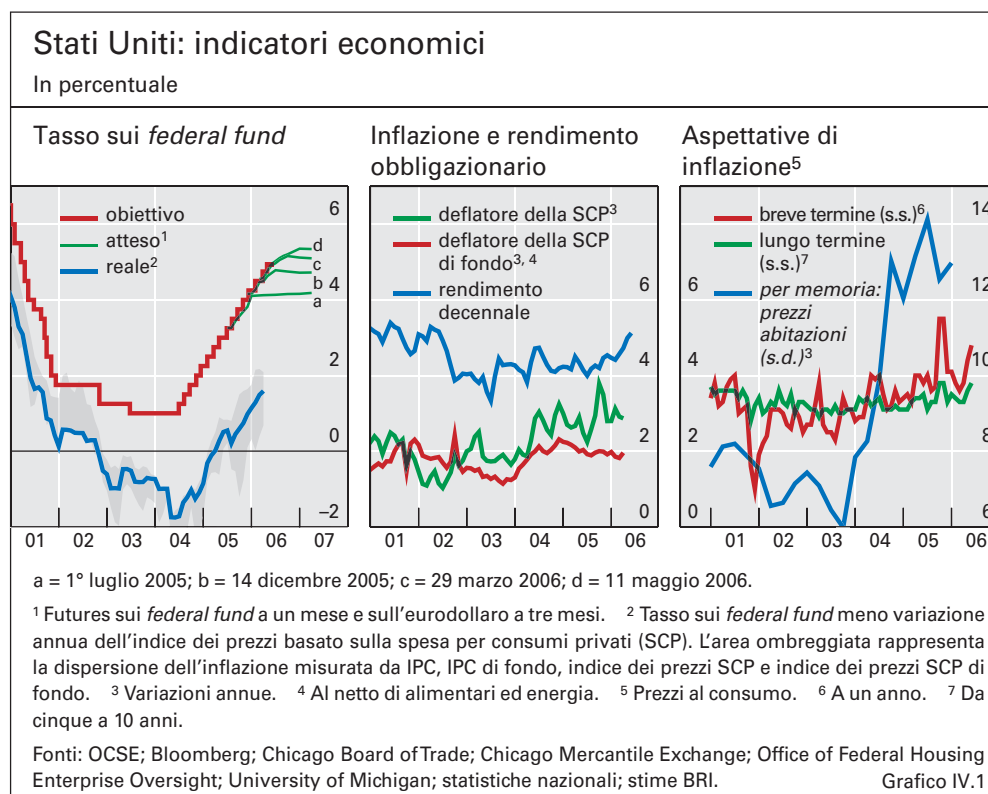 Stati Uniti: indicatori economici
In percentuale
Tasso sui federal fund
obiettivo
atteso¹
reale²
6
4
2
0
–2
d
c
b
a
01 02 03 04 05 06 07
Inflazione e rendimento
obbligazionario
deflatore della SCP³
deflatore della SCP
di fondo³, ⁴
rendimento
decennale
6
4
2
0
01 02 03 04 05 06
Aspettative di
inflazione⁵
breve termine (s.s.)⁶
lungo termine
(s.s.)⁷
per memoria:
prezzi
abitazioni
(s.d.)³
6
4
2
0
14
12
10
8
6
01 02 03 04 05 06
a = 1° luglio 2005; b = 14 dicembre 2005; c = 29 marzo 2006; d = 11 maggio 2006.
¹ Futures sui federal fund a un mese e sull'eurodollaro a tre mesi. ² Tasso sui federal fund meno variazione
annua dell'indice dei prezzi basato sulla spesa per consumi privati (SCP). L'area ombreggiata rappresenta
la dispersione dell'inflazione misurata da IPC, IPC di fondo, indice dei prezzi SCP e indice dei prezzi SCP di
fondo. ³ Variazioni annue. ⁴ Al netto di alimentari ed energia. ⁵ Prezzi al consumo. ⁶ A un anno. ⁷ Da
cinque a 10 anni.
Fonti: OCSE; Bloomberg; Chicago Board of Trade; Chicago Mercantile Exchange; Office of Federal Housing
Enterprise Oversight; University of Michigan; statistiche nazionali; stime BRI. Grafico IV.1